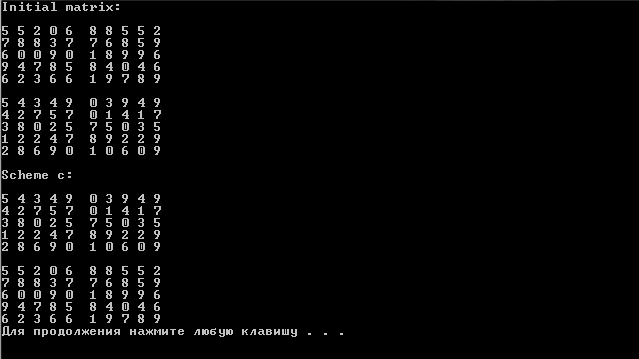 Initial matrix:
5 5 2 0 6 8 8 5 5 2
7 8 8 3 7 7 6 8 5 9
6 0 0 9 0 1 8 9 9 6
9 4 7 8 5 8 4 0 4 6
6 2 3 6 6 1 9 7 8 9
5 4 3 4 9 0 3 9 4 9
4 2 7 5 7 0 1 4 1 7
3 8 0 2 5 7 5 0 3 5
1 2 2 4 7 8 9 2 2 9
2 8 6 9 0 1 0 6 0 9
Scheme c:
5 4 3 4 9 0 3 9 4 9
4 2 7 5 7 0 1 4 1 7
3 8 0 2 5 7 5 0 3 5
1 2 2 4 7 8 9 2 2 9
2 8 6 9 0 1 0 6 0 9
5 5 2 0 6 8 8 5 5 2
7 8 8 3 7 7 6 8 5 9
6 0 0 9 0 1 8 9 9 6
9 4 7 8 5 8 4 0 4 6
6 2 3 6 6 1 9 7 8 9
Для продолжения нажмите любую клавишу . . .